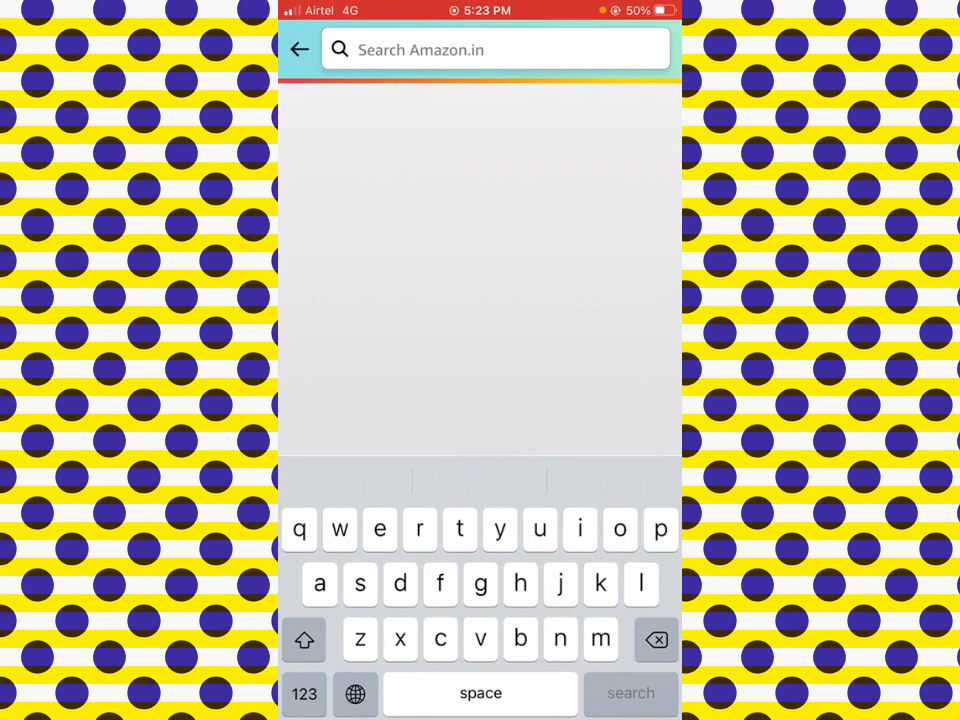 Airtel 4G 5:23 PM 50%
Search Amazon.in
q w e r t y u i o p
a s d f g h j k l
z x c v b n m
123 space search